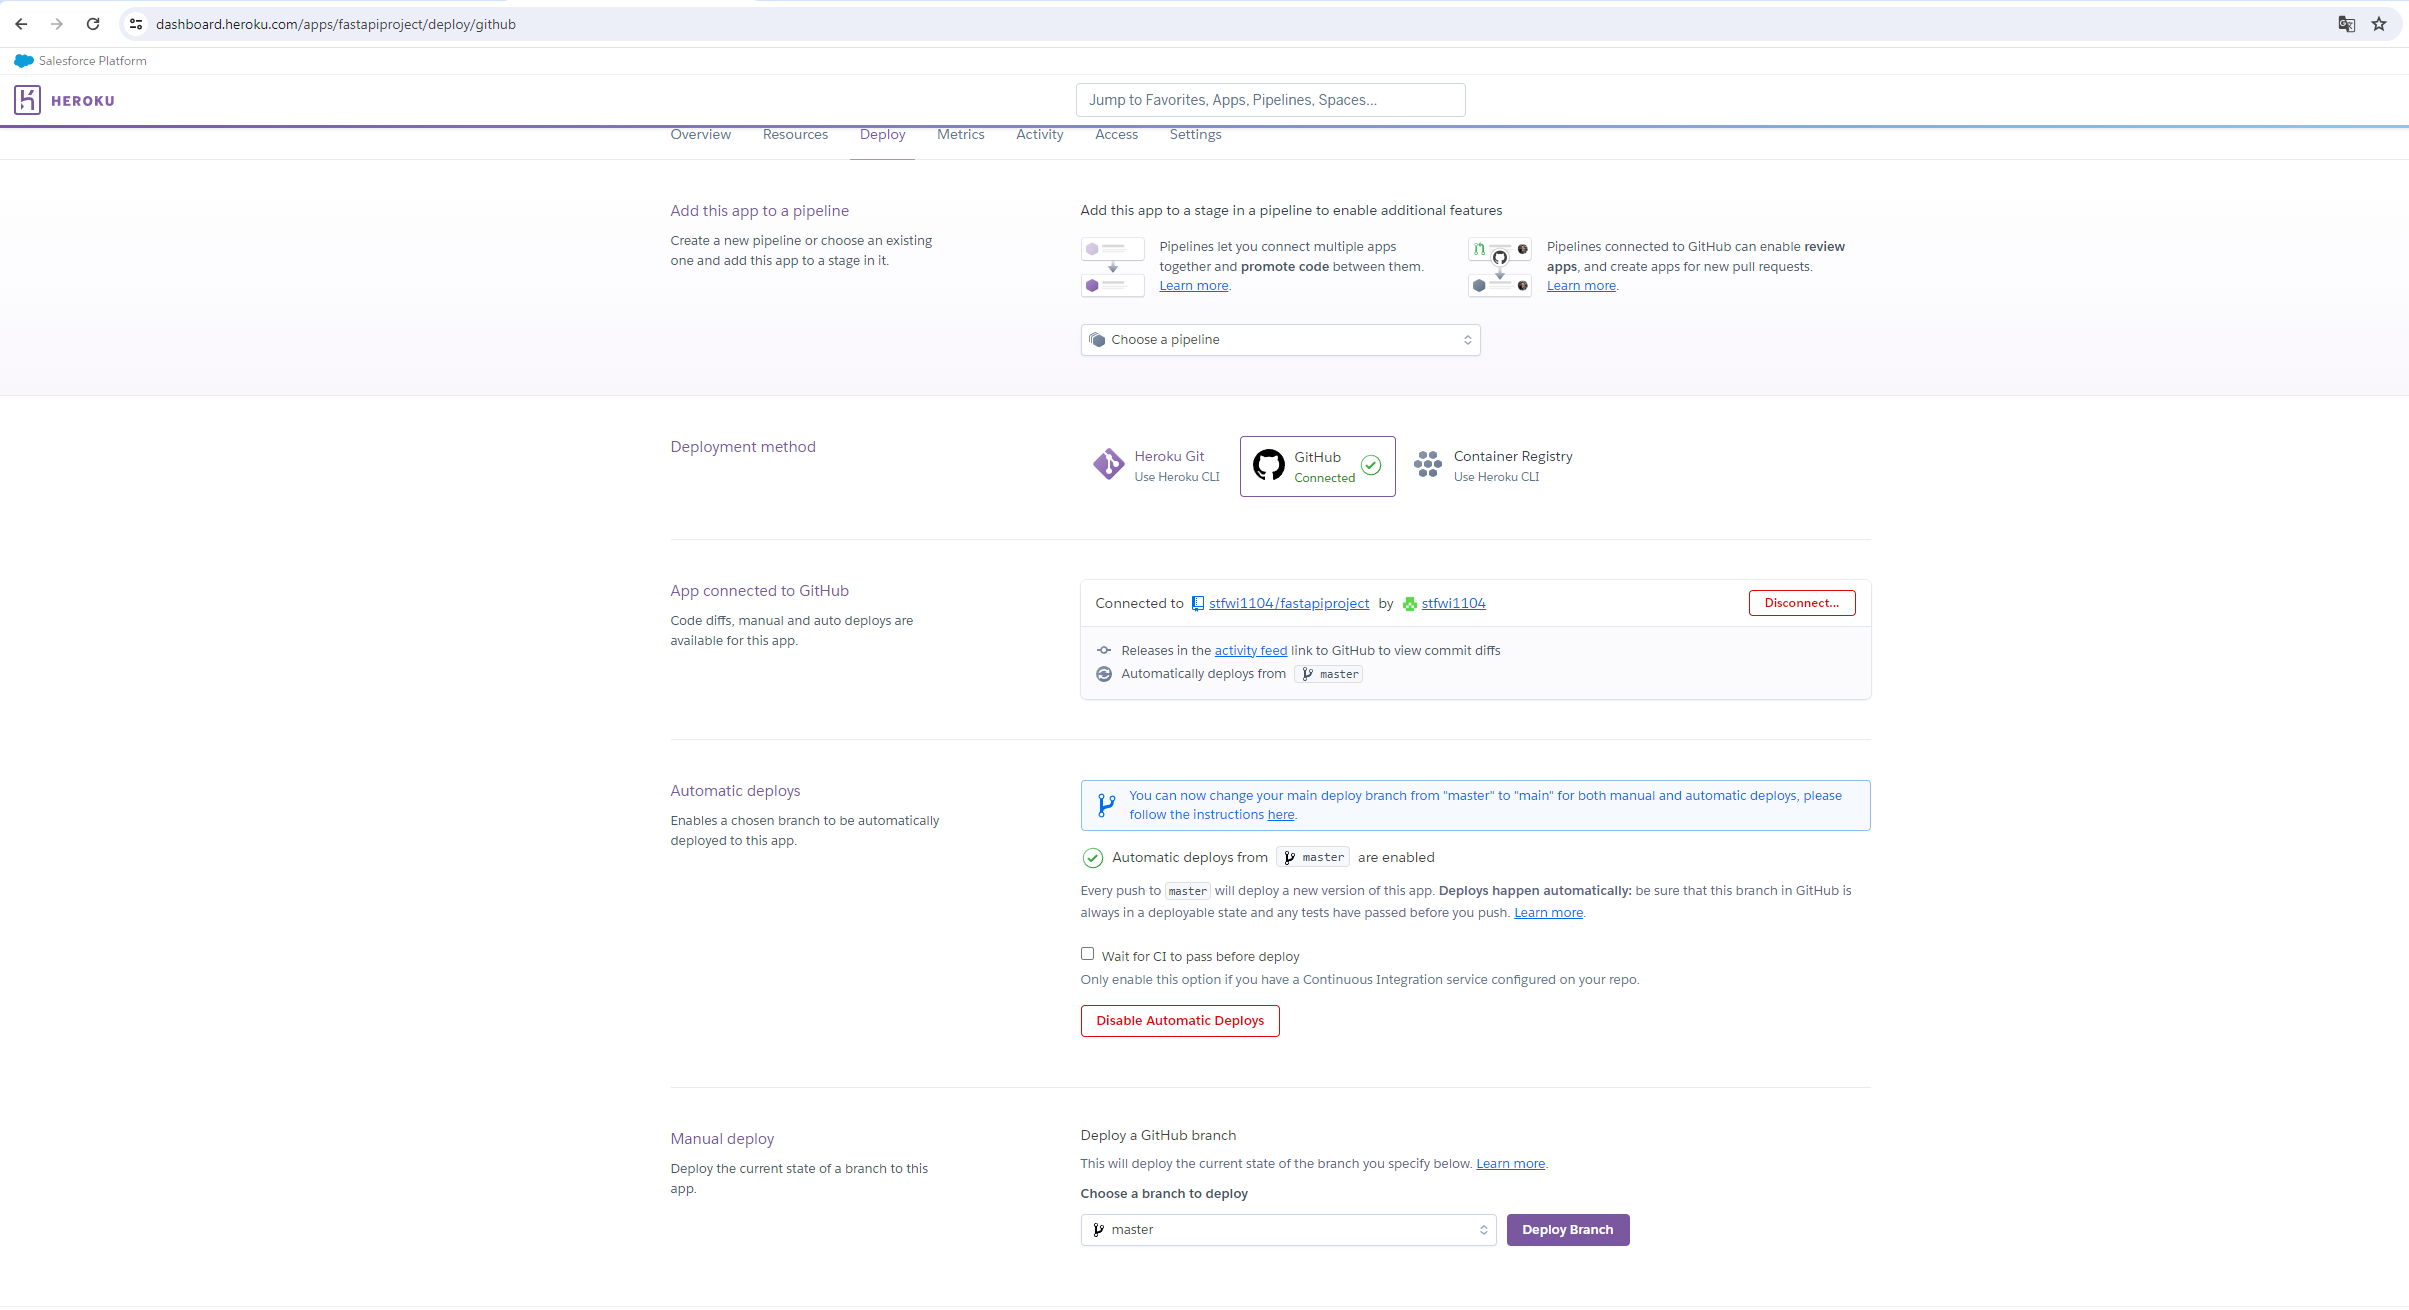 dashboard.heroku.com/apps/fastapiproject/deploy/github
Salesforce Platform
HEROKU
Jump to Favorites, Apps, Pipelines, Spaces...
Overview Resources Deploy Metrics Activity Access Settings
Add this app to a pipeline
Create a new pipeline or choose an existing
one and add this app to a stage in it.
Add this app to a stage in a pipeline to enable additional features
Pipelines let you connect multiple apps
together and promote code between them.
Learn more.
Pipelines connected to GitHub can enable review
apps, and create apps for new pull requests.
Learn more.
Choose a pipeline
Deployment method
Heroku Git
Use Heroku CLI
GitHub
Connected
Container Registry
Use Heroku CLI
App connected to GitHub
Code diffs, manual and auto deploys are
available for this app.
Connected to stfwi1104/fastapiproject by stfwi1104
Disconnect...
Releases in the activity feed link to GitHub to view commit diffs
Automatically deploys from master
Automatic deploys
Enables a chosen branch to be automatically
deployed to this app.
You can now change your main deploy branch from "master" to "main" for both manual and automatic deploys, please
follow the instructions here.
Automatic deploys from master are enabled
Every push to master will deploy a new version of this app. Deploys happen automatically: be sure that this branch in GitHub is
always in a deployable state and any tests have passed before you push. Learn more.
Wait for CI to pass before deploy
Only enable this option if you have a Continuous Integration service configured on your repo.
Disable Automatic Deploys
Manual deploy
Deploy the current state of a branch to this
app.
Deploy a GitHub branch
This will deploy the current state of the branch you specify below. Learn more.
Choose a branch to deploy
master
Deploy Branch